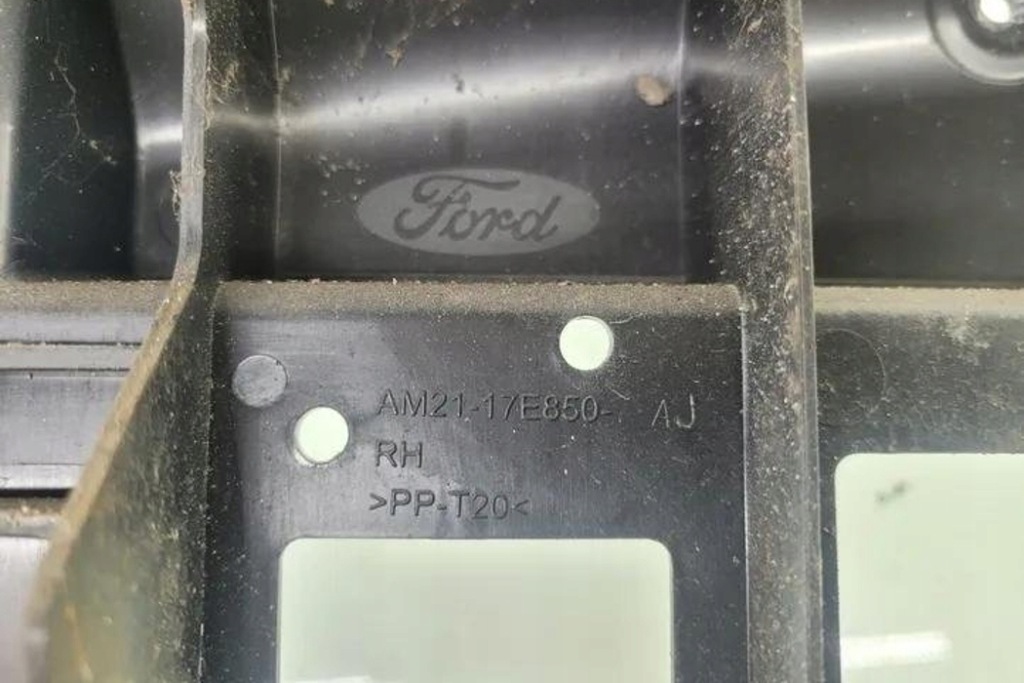 Ford
AM21-17E850- AJ
RH
>PP-T20<